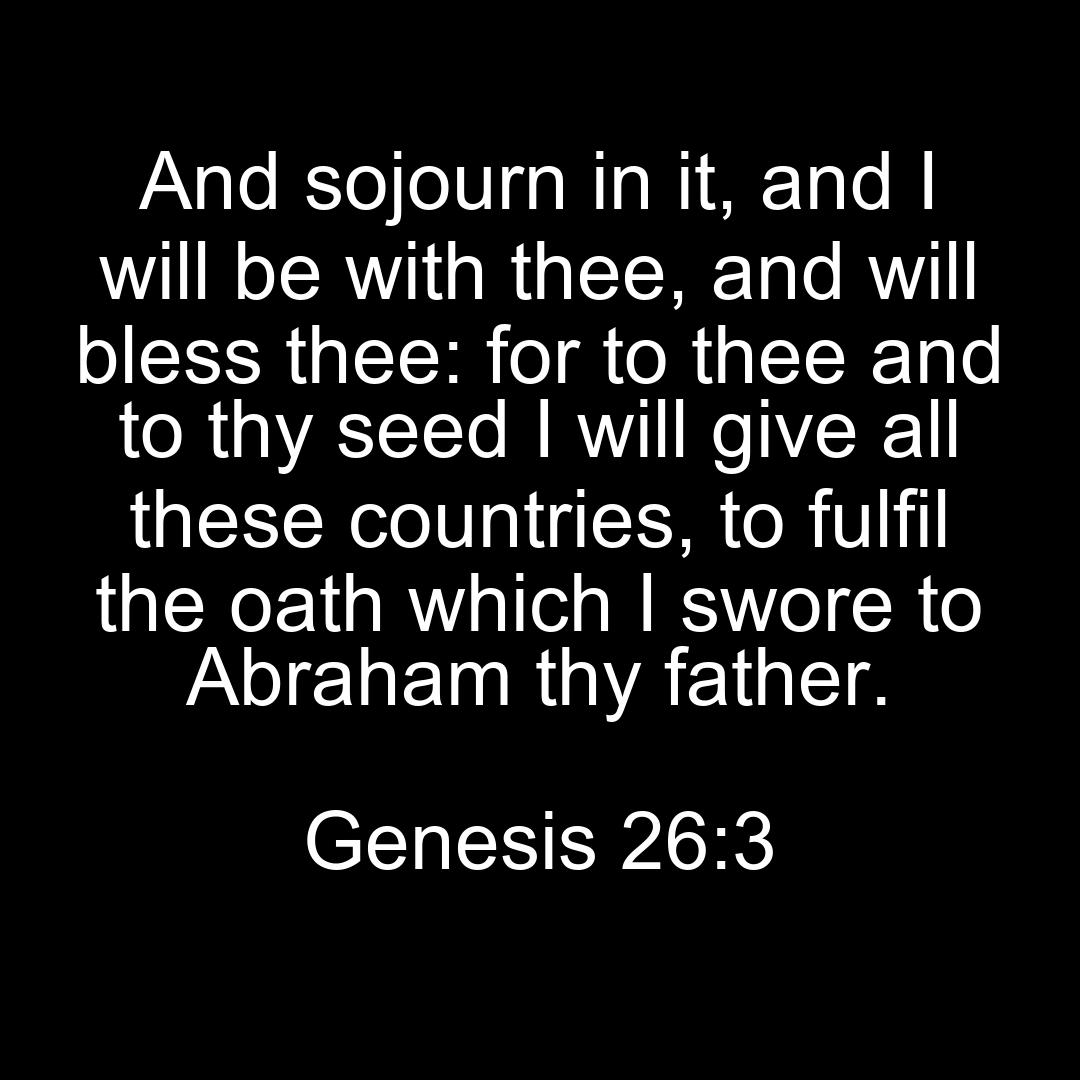 And sojourn in it, and I
will be with thee, and will
bless thee: for to thee and
to thy seed I will give all
these countries, to fulfil
the oath which I swore to
Abraham thy father.
Genesis 26:3